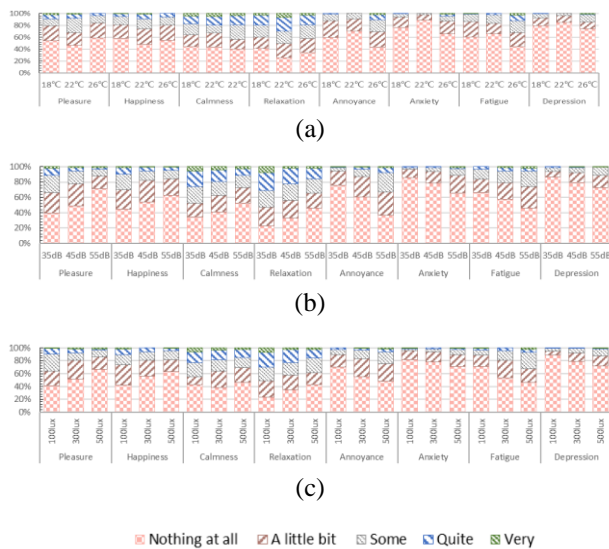 100%
80%
60%
40%
20%
0%
18℃ 22℃ 26℃ 18℃ 22℃ 26℃ 18℃ 22℃ 22℃ 18℃ 22℃ 26℃ 18℃ 22℃ 26℃ 18℃ 22℃ 26℃ 18℃ 22℃ 26℃ 18℃ 22℃ 26℃
Pleasure Happiness Calmness Relaxation Annoyance Anxiety Fatigue Depression
(a)
100%
80%
60%
40%
20%
0%
35dB 45dB 55dB 35dB 45dB 55dB 35dB 45dB 55dB 35dB 45dB 55dB 35dB 45dB 55dB 35dB 45dB 55dB 35dB 45dB 55dB 35dB 45dB 55dB
Pleasure Happiness Calmness Relaxation Annoyance Anxiety Fatigue Depression
(b)
100%
80%
60%
40%
20%
0%
100lux 300lux 500lux 100lux 300lux 500lux 100lux 300lux 500lux 100lux 300lux 500lux 100lux 300lux 500lux 100lux 300lux 500lux 100lux 300lux 500lux 100lux 300lux 500lux
Pleasure Happiness Calmness Relaxation Annoyance Anxiety Fatigue Depression
(c)
Nothing at all A little bit Some Quite Very